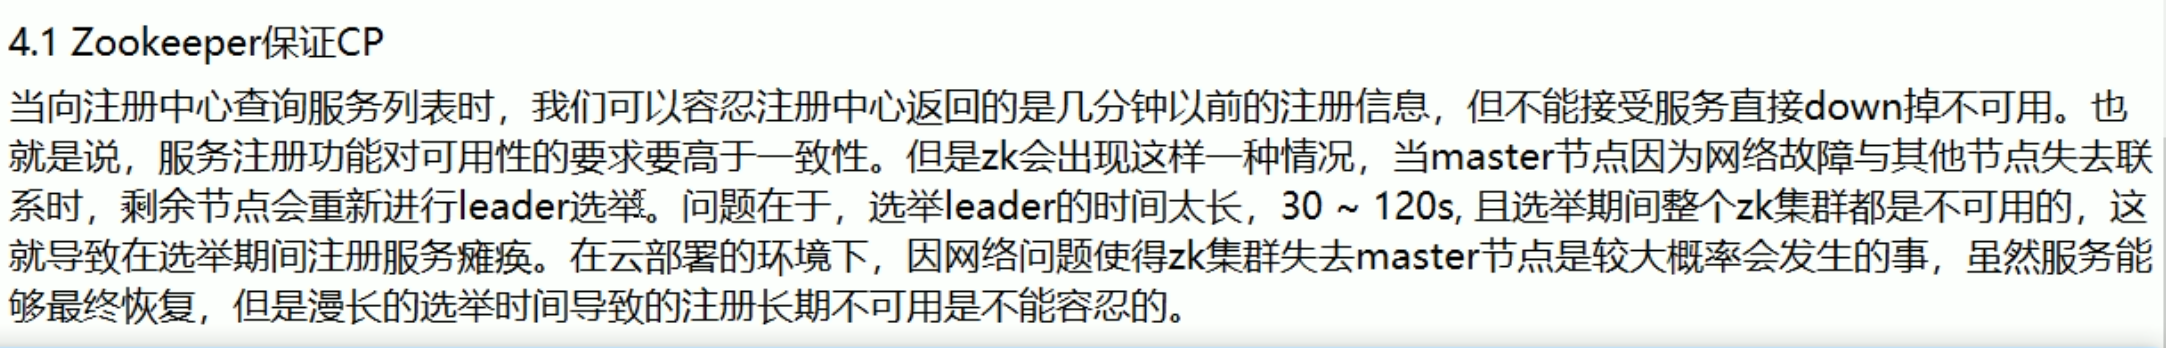 4.1 Zookeeper保证CP
当向注册中心查询服务列表时，我们可以容忍注册中心返回的是几分钟以前的注册信息，但不能接受服务直接down掉不可用。也
就是说，服务注册功能对可用性的要求要高于一致性。但是zk会出现这样一种情况，当master节点因为网络故障与其他节点失去联
系时，剩余节点会重新进行leader选举。问题在于，选举leader的时间太长，30 ~ 120s, 且选举期间整个zk集群都是不可用的，这
就导致在选举期间注册服务瘫痪。在云部署的环境下，因网络问题使得zk集群失去master节点是较大概率会发生的事，虽然服务能
够最终恢复，但是漫长的选举时间导致的注册长期不可用是不能容忍的。